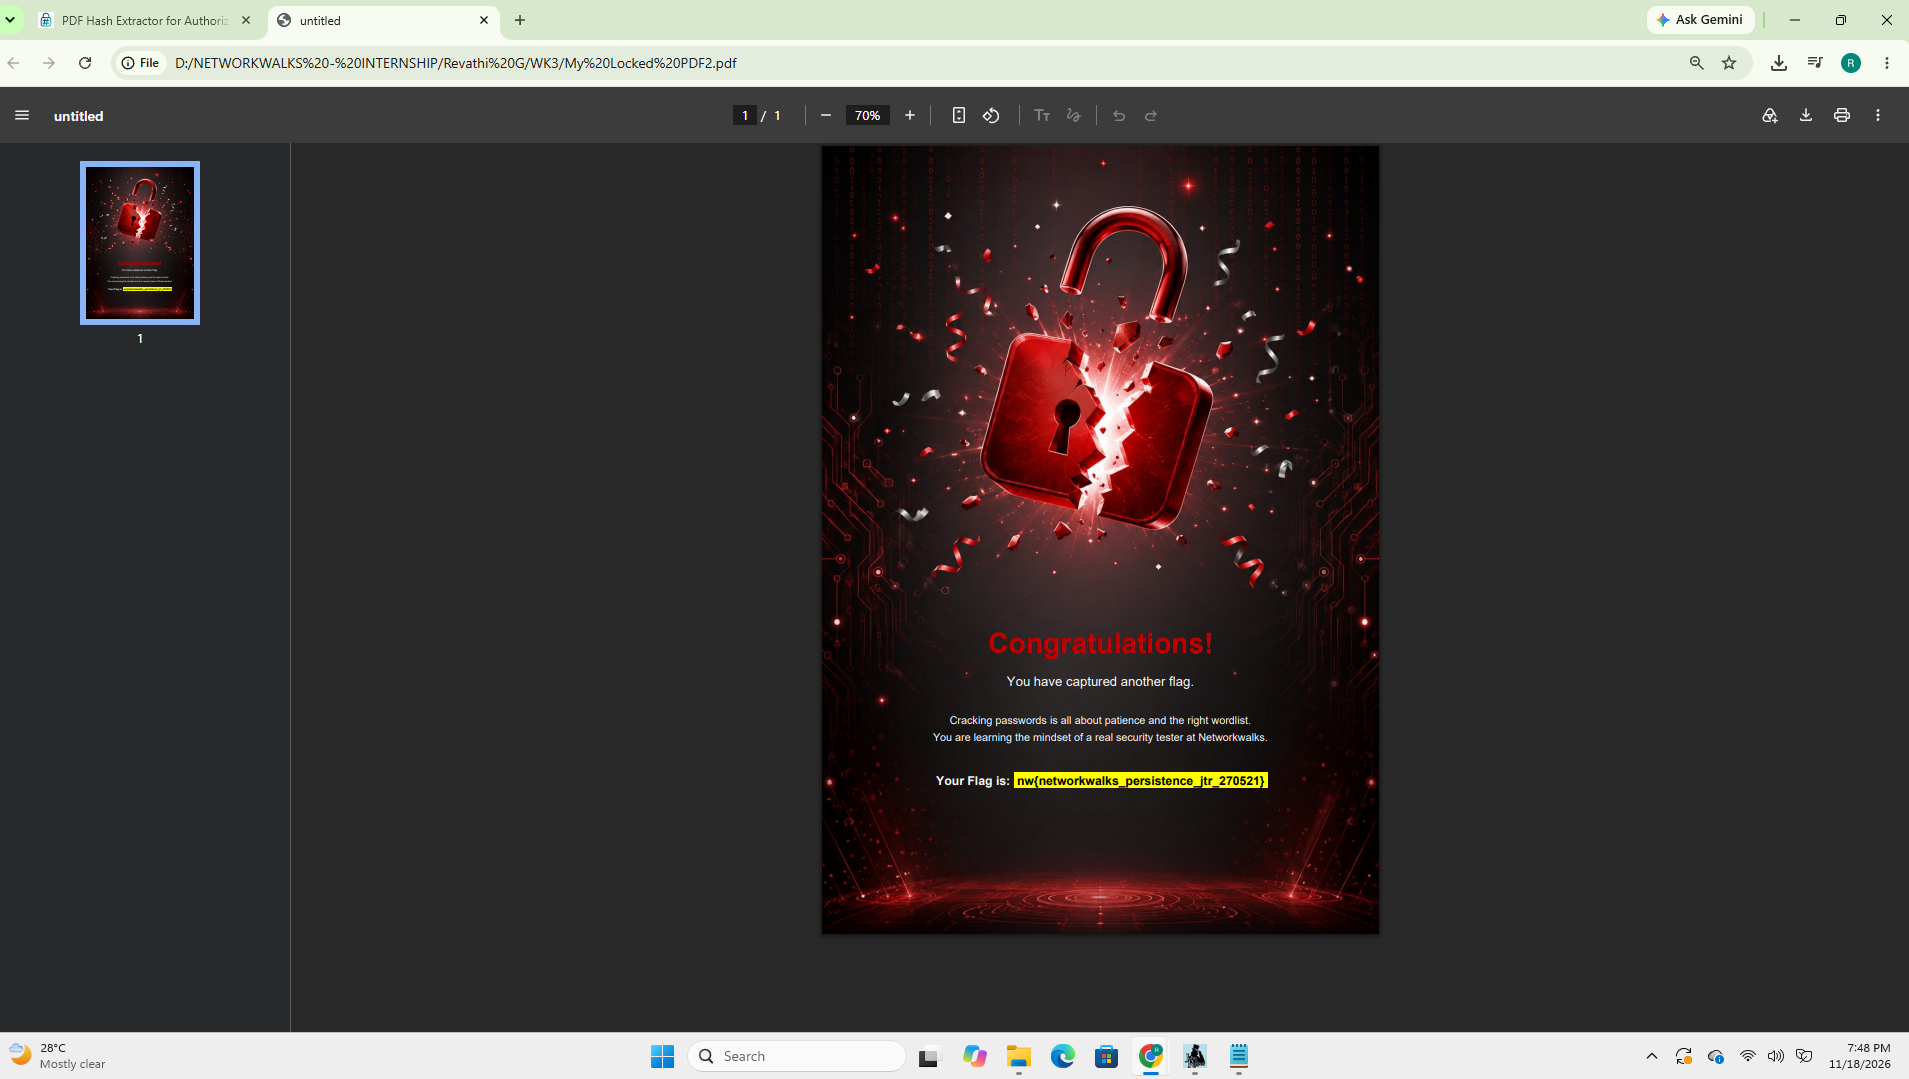 PDF Hash Extractor for Authoriz
untitled
Ask Gemini
File
D:/NETWORKWALKS%20-%20INTERNSHIP/Revathi%20G/WK3/My%20Locked%20PDF2.pdf
R
untitled
1 / 1
70%
1
Congratulations!
You have captured another flag.
Cracking passwords is all about patience and the right wordlist.
You are learning the mindset of a real security tester at Networkwalks.
Your Flag is: nw{networkwalks_persistence_jtr_270521}
28°C
Mostly clear
Search
7:48 PM
11/18/2026